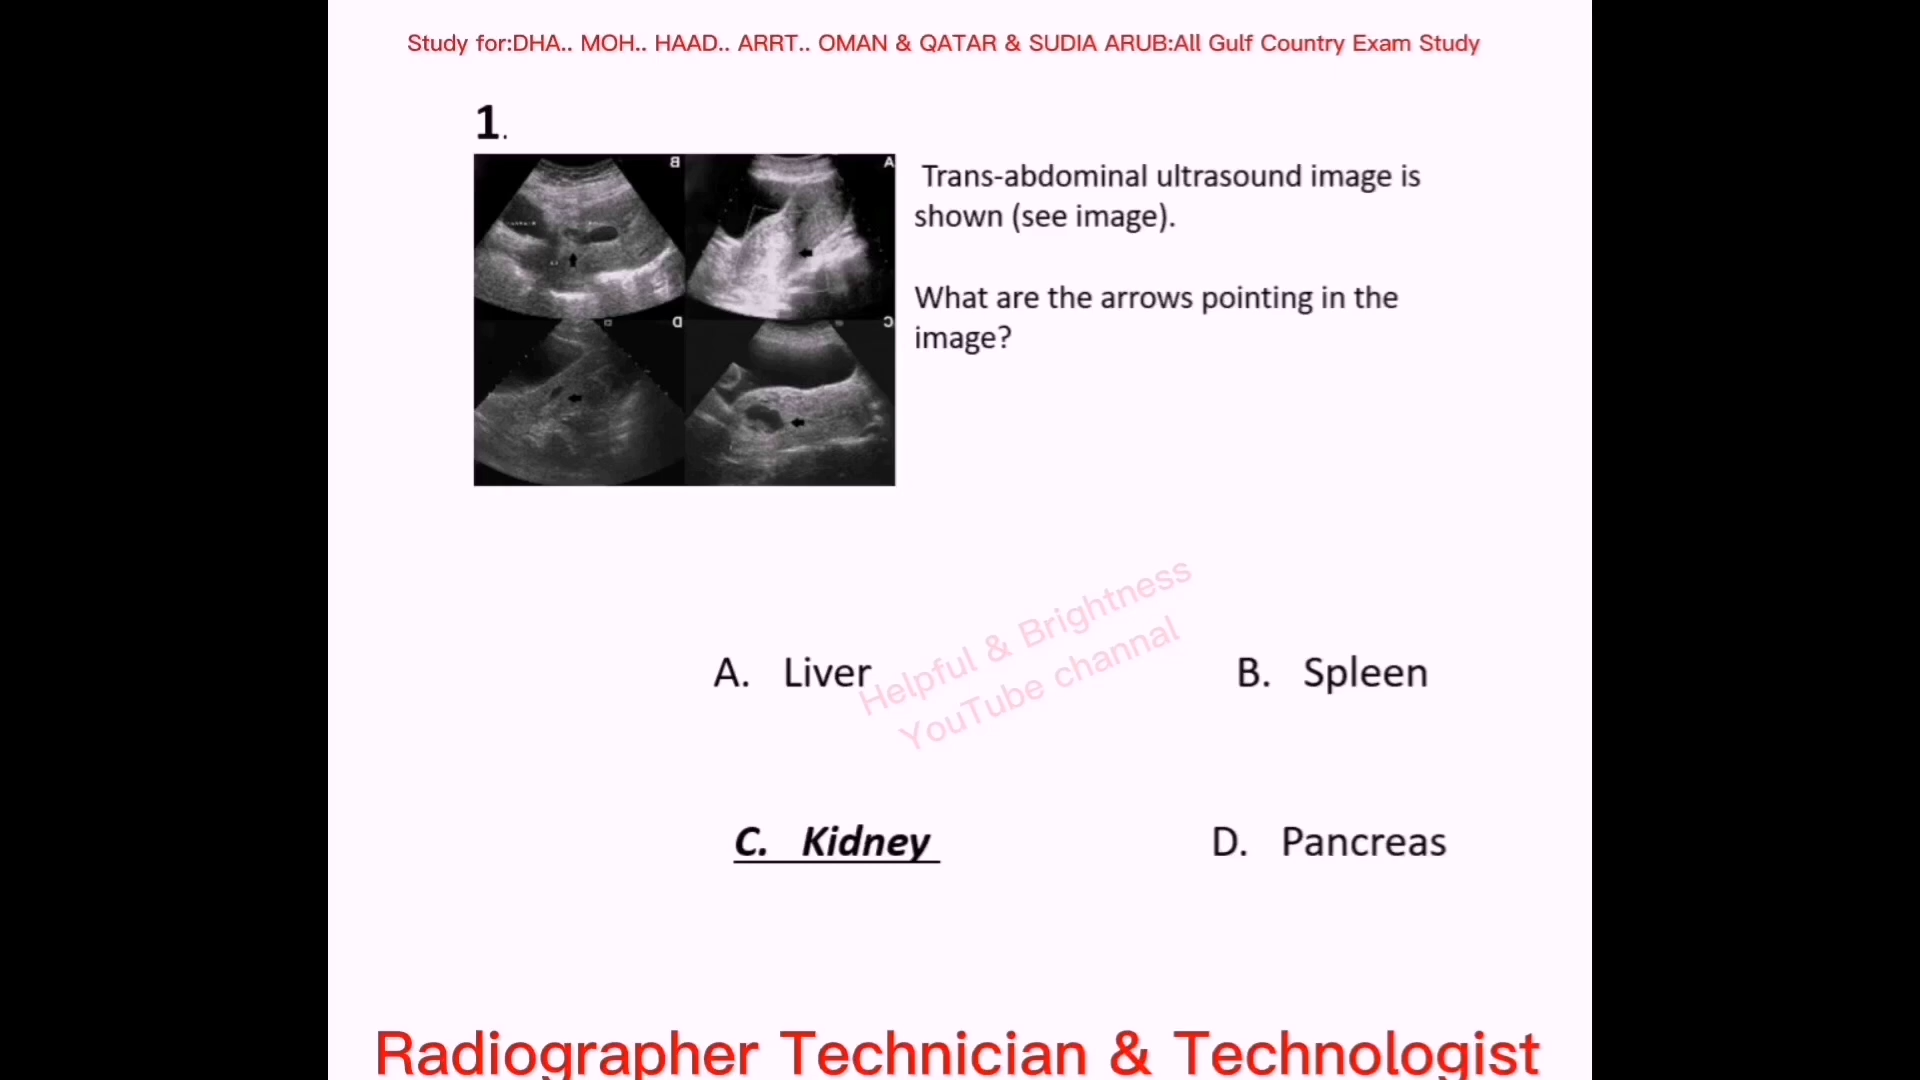 Study for:DHA.. MOH.. HAAD.. ARRT.. OMAN & QATAR & SUDIA ARUB:All Gulf Country Exam Study
1.
B
A
D
C
Trans-abdominal ultrasound image is
shown (see image).
What are the arrows pointing in the
image?
Helpful & Brightness
YouTube channal
A. Liver
B. Spleen
C. Kidney
D. Pancreas
Radiographer Technician & Technologist